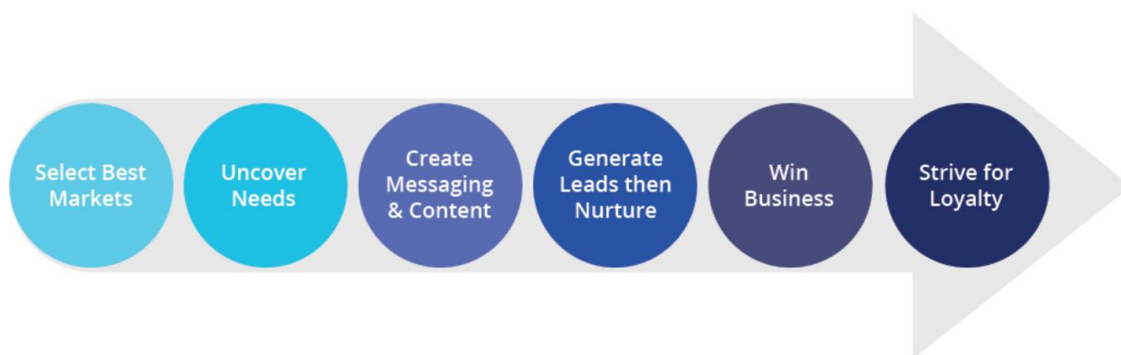 Select Best
Markets
Uncover
Needs
Create
Messaging
& Content
Generate
Leads then
Nurture
Win
Business
Strive for
Loyalty